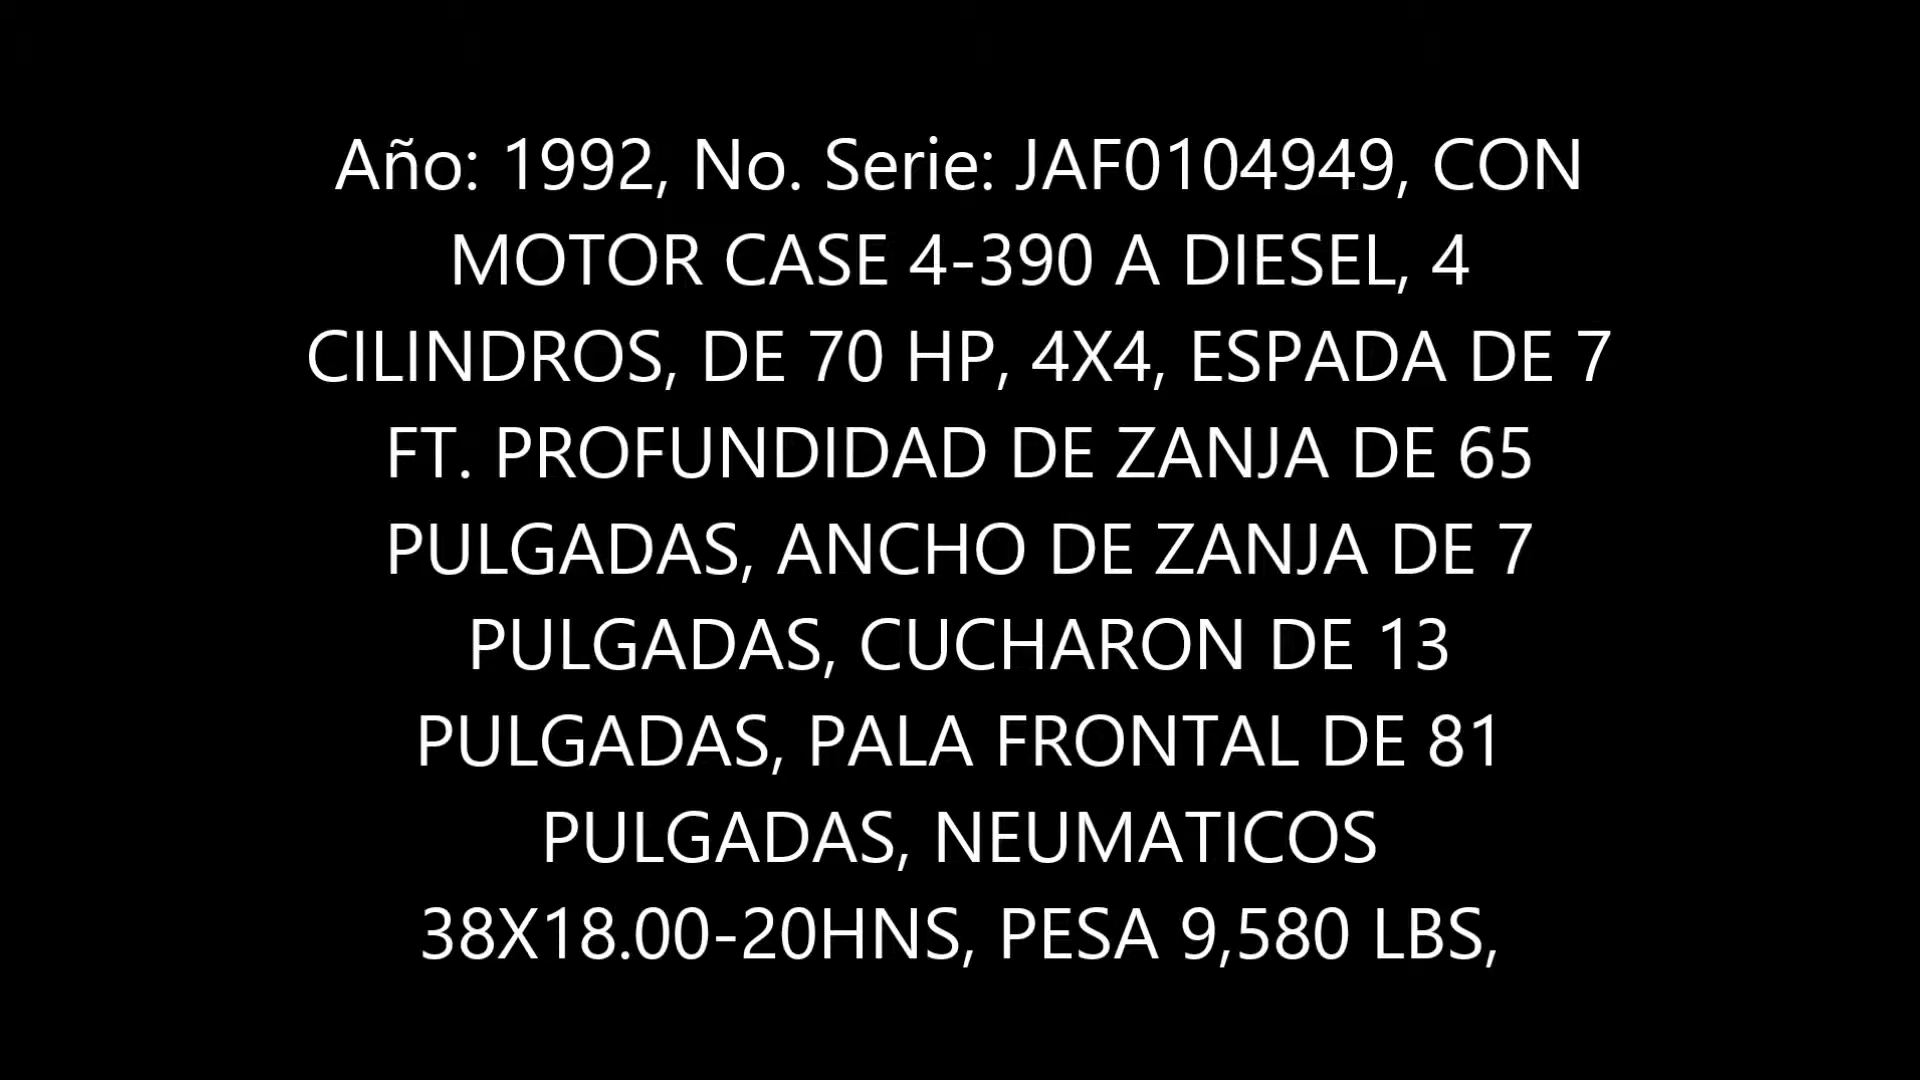 Año: 1992, No. Serie: JAF0104949, CON
MOTOR CASE 4-390 A DIESEL, 4
CILINDROS, DE 70 HP, 4X4, ESPADA DE 7
FT. PROFUNDIDAD DE ZANJA DE 65
PULGADAS, ANCHO DE ZANJA DE 7
PULGADAS, CUCHARON DE 13
PULGADAS, PALA FRONTAL DE 81
PULGADAS, NEUMATICOS
38X18.00-20HNS, PESA 9,580 LBS,